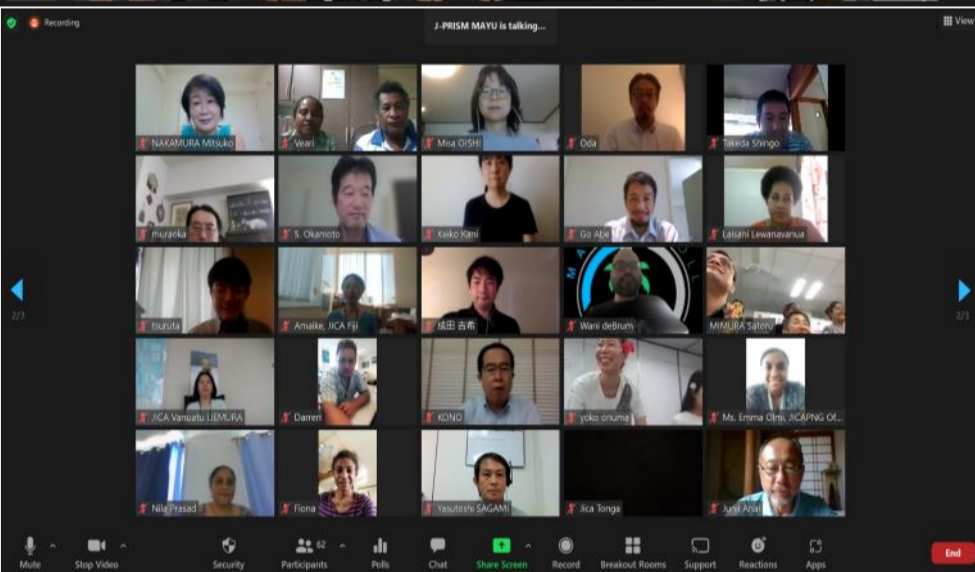 Recording
J-PRISM MAYU is talking...
View
NAKAMURA Mitsuko
Veari
Misa OISHI
Oda
Takeda Shingo
muraoka
S. Okamoto
Keiko Kani
Go Abe
Laisani Lewanavanua
tsuruta
Amaike, JICA Fiji
成田 吉希
Wani deBrum
MIMURA Satoru
2/3
2/3
JICA Vanuatu UEMURA
Darren
KONO
yoko onuma
Ms. Emma Olmi, JICAPNG Of...
Nila Prasad
Fiona
Yasutoshi SAGAMI
Jica Tonga
Junji Anai
Mute
Stop Video
Security
Participants
62
Polls
Chat
Share Screen
Record
Breakout Rooms
Support
Reactions
Apps
End